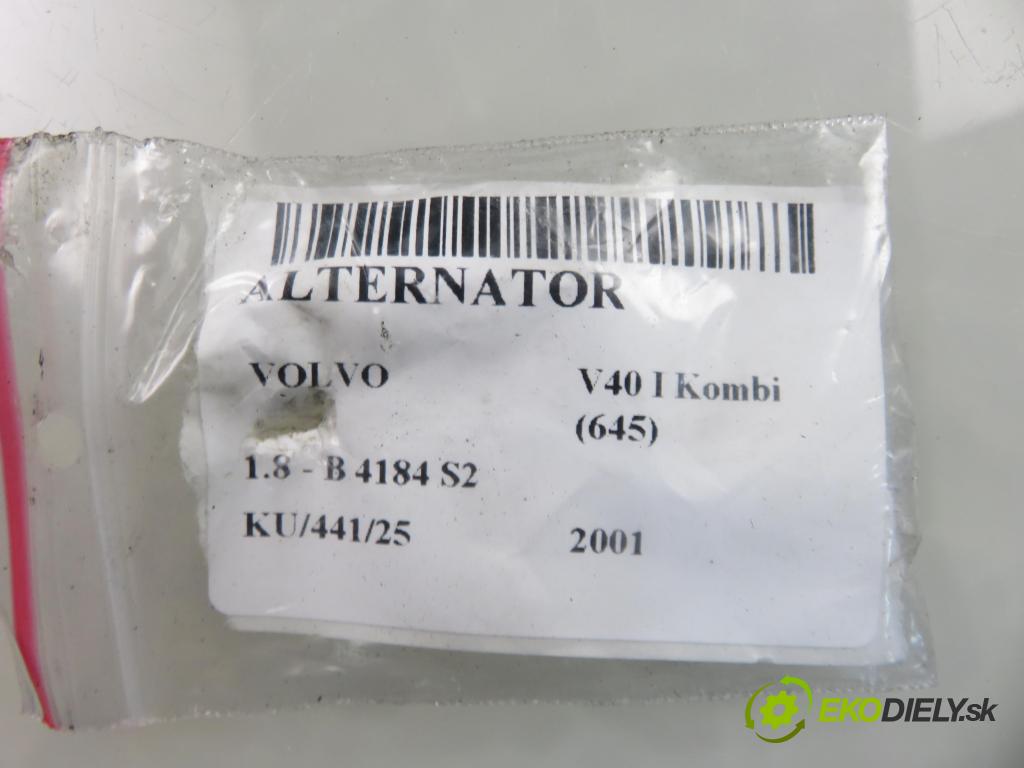 ALTERNATOR
VOLVO V40 I Kombi
(645)
1.8 - B 4184 S2
KU/441/25 2001
EKODIELY.sk